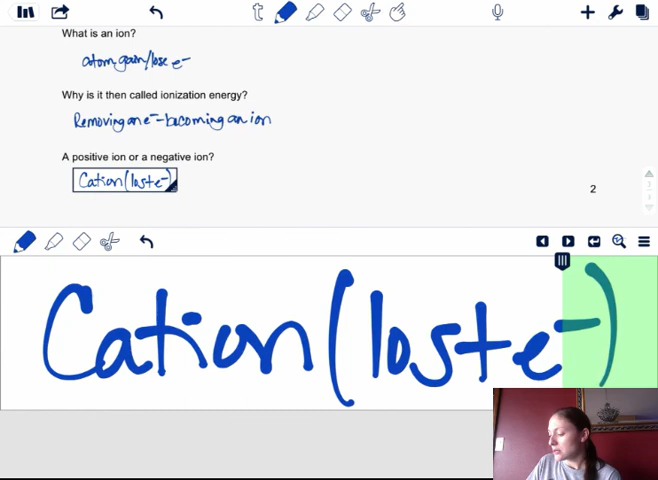 What is an ion?
atom gain/lose e-
Why is it then called ionization energy?
Removing an e- becoming an ion
A positive ion or a negative ion?
Cation (lost e-)
2
Cation (lost e-)